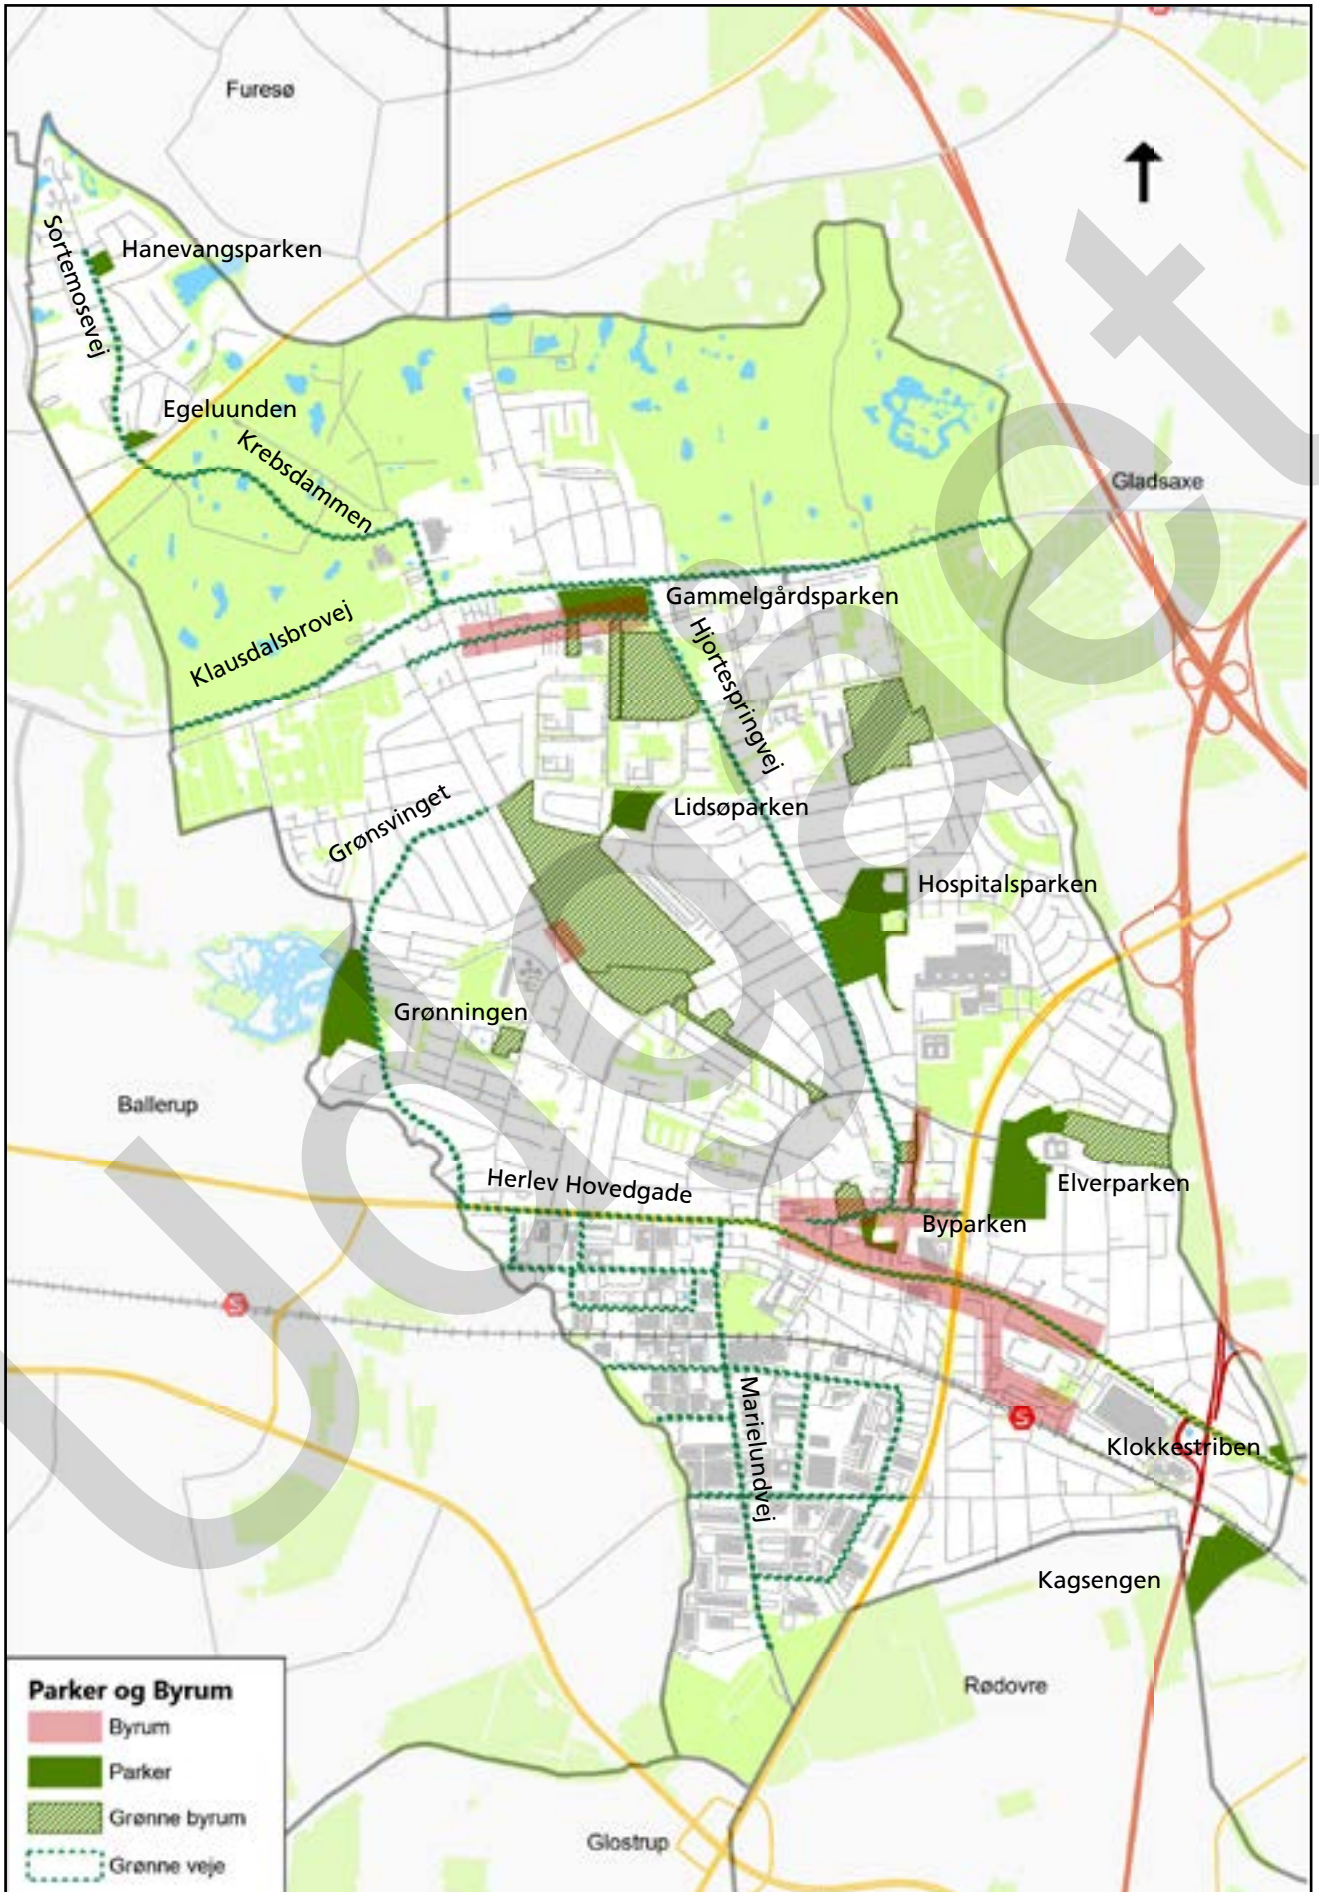 Furesø
Hanevangsparken
Sortemosevej
Egeluunden
Krebsdammen
Gladsaxe
Gammelgårdsparken
Klausdalsbrovej
Hjortespringvej
Lidsøparken
Grønsvinget
Hospitalsparken
Grønningen
Ballerup
Herlev Hovedgade
Elverparken
Byparken
S
S
Marielundvej
Klokkestriben
Kagsengen
Rødovre
Glostrup
Parker og Byrum
Byrum
Parker
Grønne byrum
Grønne veje
Udgået